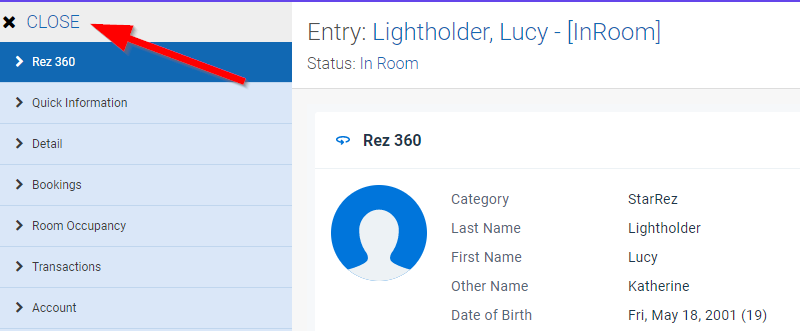 CLOSE
Rez 360
Quick Information
Detail
Bookings
Room Occupancy
Transactions
Account
Entry: Lightholder, Lucy - [InRoom]
Status: In Room
Rez 360
Category StarRez
Last Name Lightholder
First Name Lucy
Other Name Katherine
Date of Birth Fri, May 18, 2001 (19)